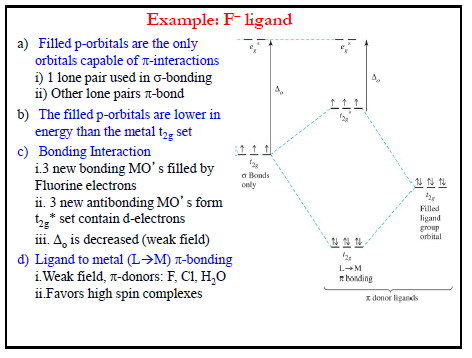 Example: F⁻ ligand
a) Filled p-orbitals are the only
orbitals capable of π-interactions
i) 1 lone pair used in σ-bonding
ii) Other lone pairs π-bond
b) The filled p-orbitals are lower in
energy than the metal t₂g set
c) Bonding Interaction
i.3 new bonding MO's filled by
Fluorine electrons
ii. 3 new antibonding MO's form
t₂g* set contain d-electrons
iii. Δₒ is decreased (weak field)
d) Ligand to metal (L→M) π-bonding
i.Weak field, π-donors: F, Cl, H₂O
ii.Favors high spin complexes
eg*
eg*
Δₒ
Δₒ
t₂g*
t₂g
σ Bonds
only
t₂g
Filled
ligand
group
orbital
t₂g
L→M
π bonding
π donor ligands